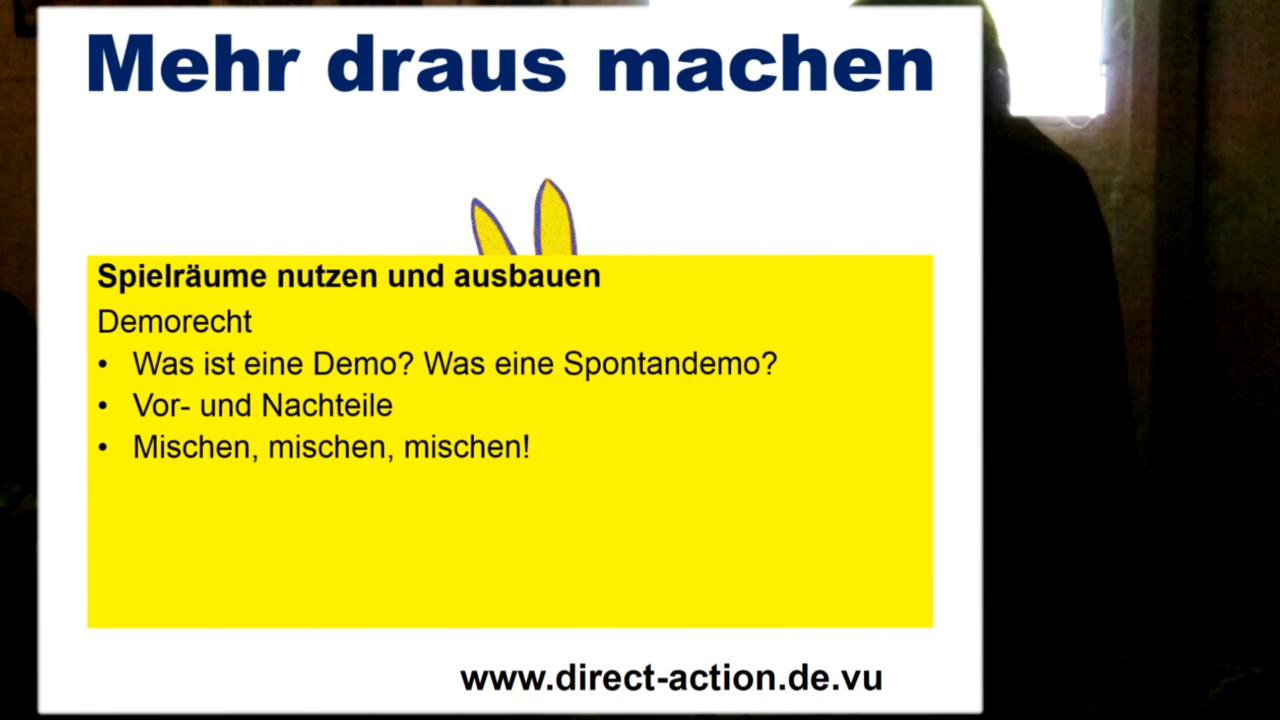 Mehr draus machen
Spielräume nutzen und ausbauen
Demorecht
• Was ist eine Demo? Was eine Spontandemo?
• Vor- und Nachteile
• Mischen, mischen, mischen!
www.direct-action.de.vu